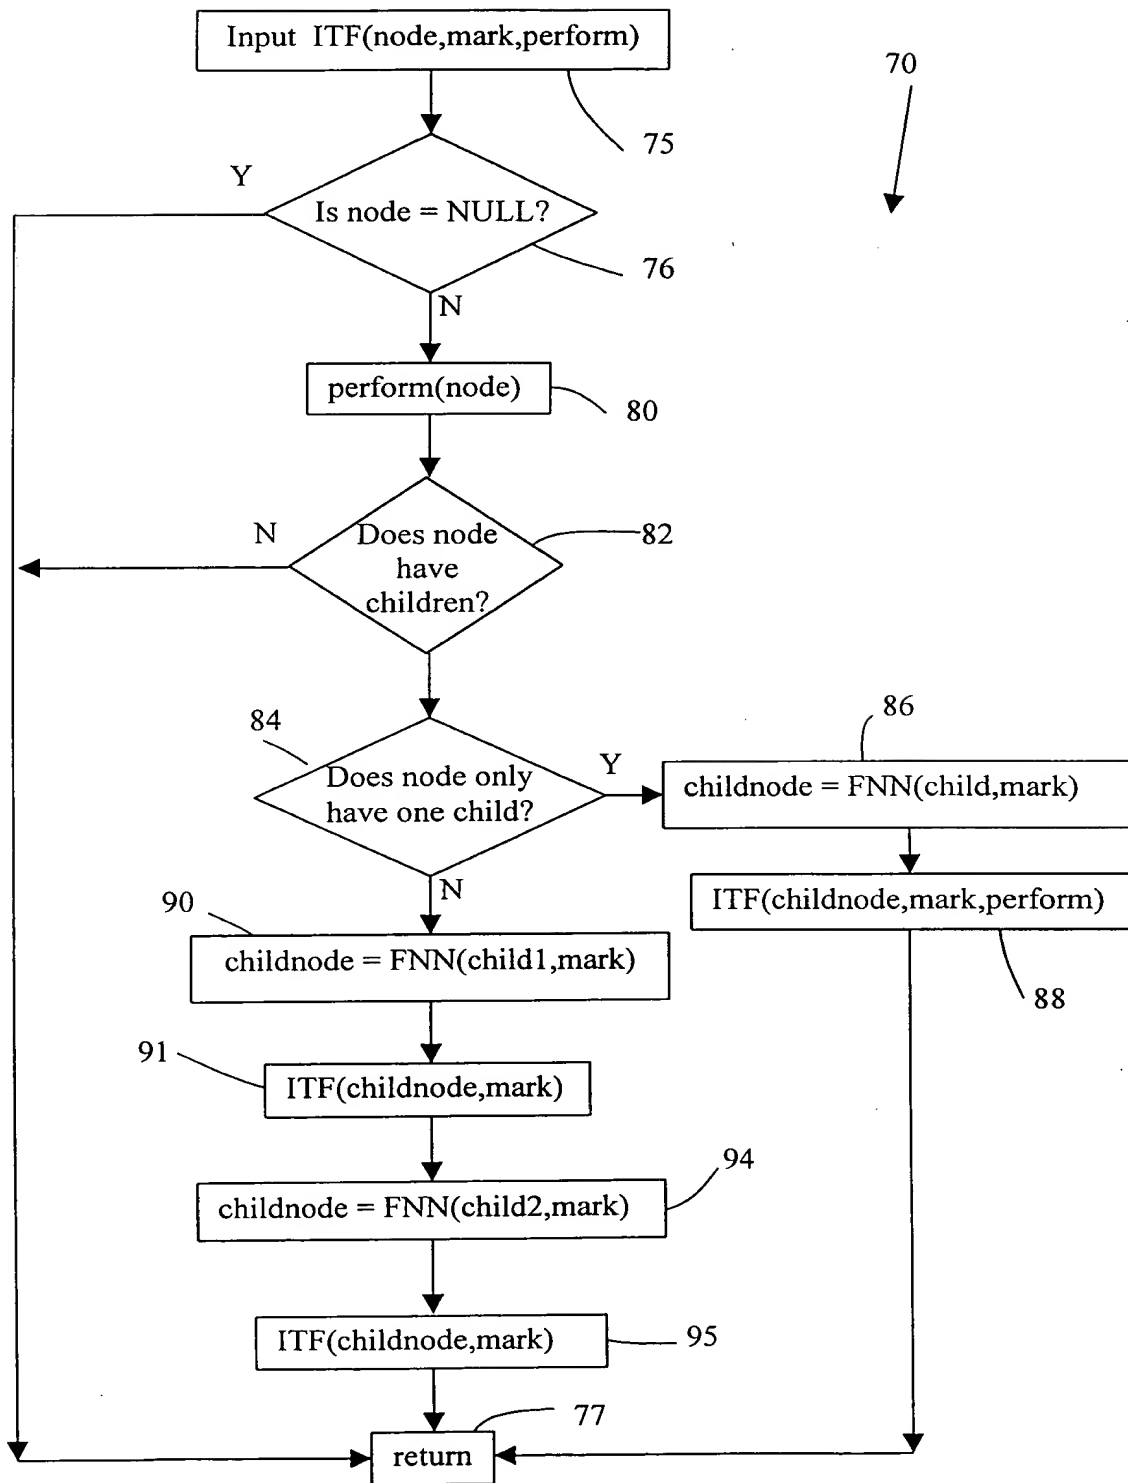 Input ITF(node,mark,perform)
70
75
Y
Is node = NULL?
76
N
perform(node)
80
N
Does node
have
children?
82
84
Does node only
have one child?
Y
86
childnode = FNN(child,mark)
ITF(childnode,mark,perform)
88
N
90
childnode = FNN(child1,mark)
91
ITF(childnode,mark)
94
childnode = FNN(child2,mark)
ITF(childnode,mark)
95
77
return